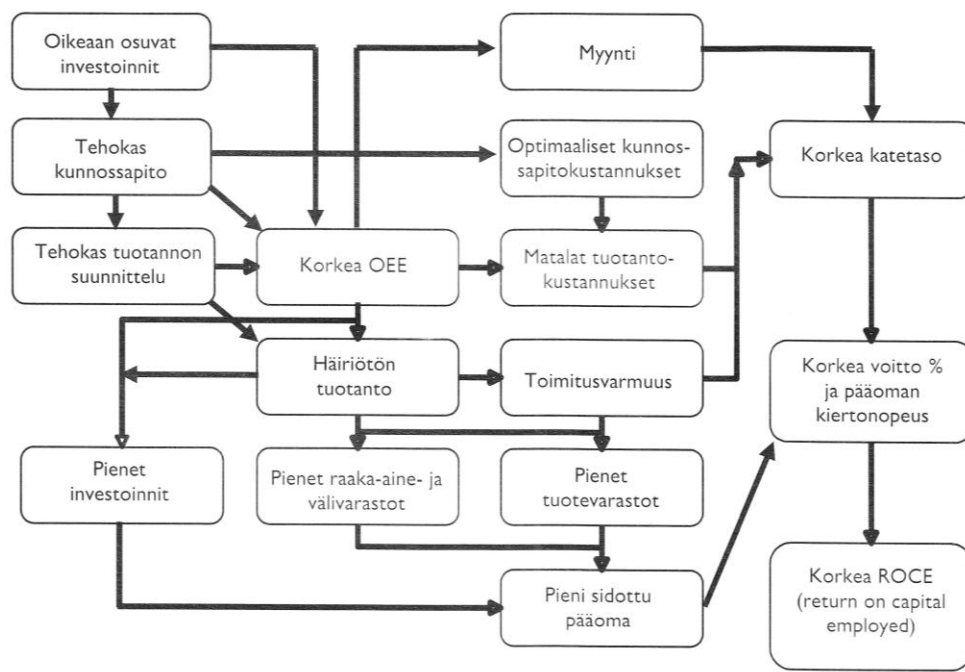 Oikeaan osuvat
investoinnit
Myynti
Tehokas
kunnossapito
Optimaaliset kunnos-
sapitokustannukset
Korkea katetaso
Tehokas tuotannon
suunnittelu
Korkea OEE
Matalat tuotanto-
kustannukset
Häiriötön
tuotanto
Toimitusvarmuus
Korkea voitto %
ja pääoman
kiertonopeus
Pienet
investoinnit
Pienet raaka-aine- ja
välivarastot
Pienet
tuotevarastot
Pieni sidottu
pääoma
Korkea ROCE
(return on capital
employed)